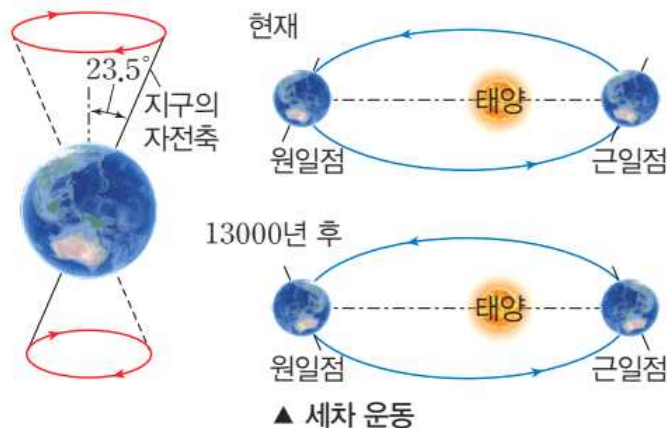 23.5°
지구의
자전축
현재
태양
원일점
근일점
13000년 후
태양
원일점
근일점
▲ 세차 운동